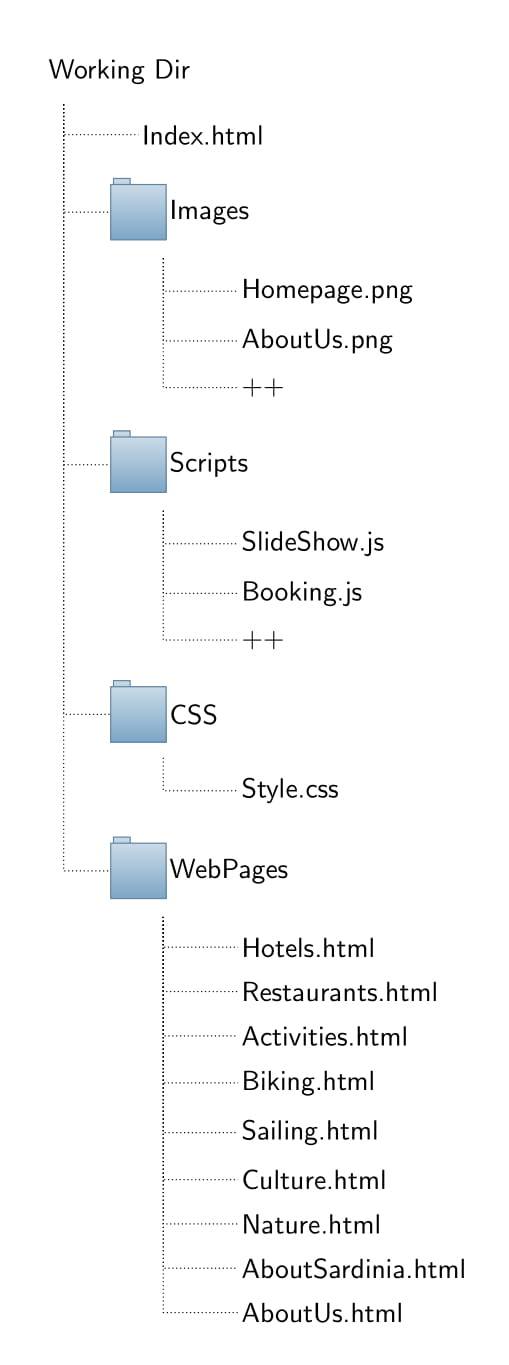 Working Dir
Index.html
Images
Homepage.png
AboutUs.png
++
Scripts
SlideShow.js
Booking.js
++
CSS
Style.css
WebPages
Hotels.html
Restaurants.html
Activities.html
Biking.html
Sailing.html
Culture.html
Nature.html
AboutSardinia.html
AboutUs.html